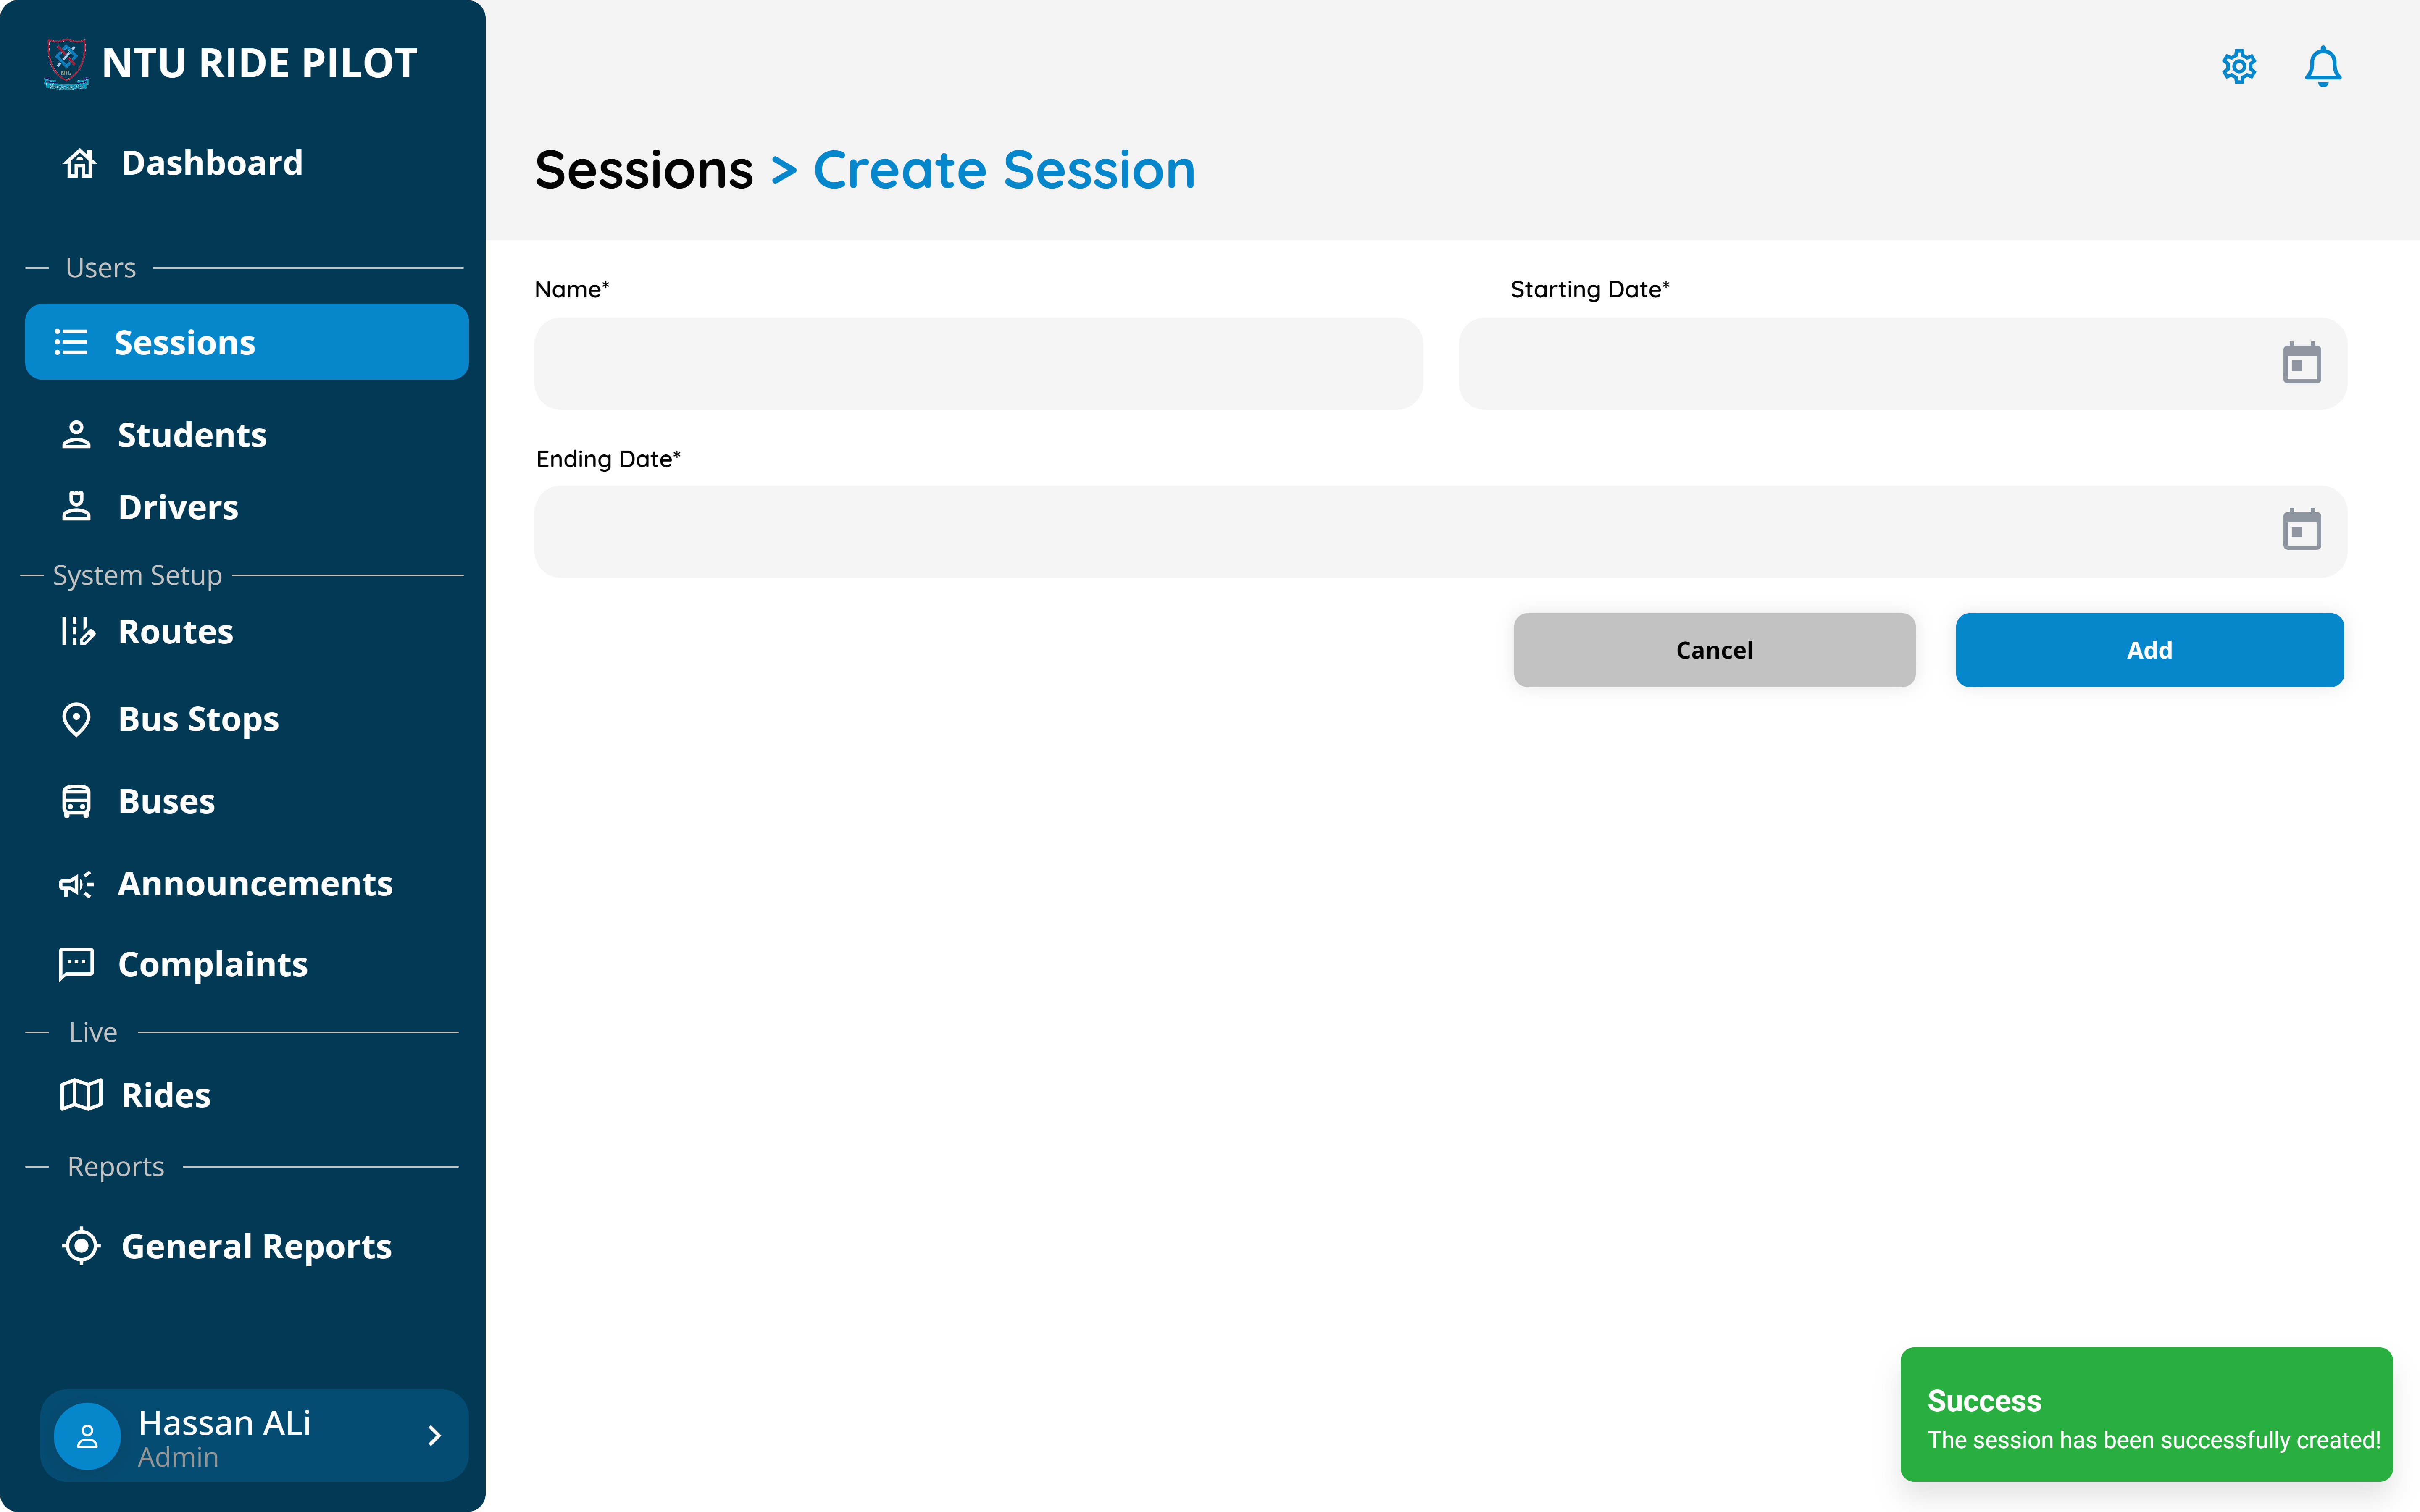 NTU
NTU RIDE PILOT
Dashboard
Users
Sessions
Students
Drivers
System Setup
Routes
Bus Stops
Buses
Announcements
Complaints
Live
Rides
Reports
General Reports
Hassan ALi
Admin
Sessions > Create Session
Name*
Starting Date*
Ending Date*
Cancel
Add
Success
The session has been successfully created!